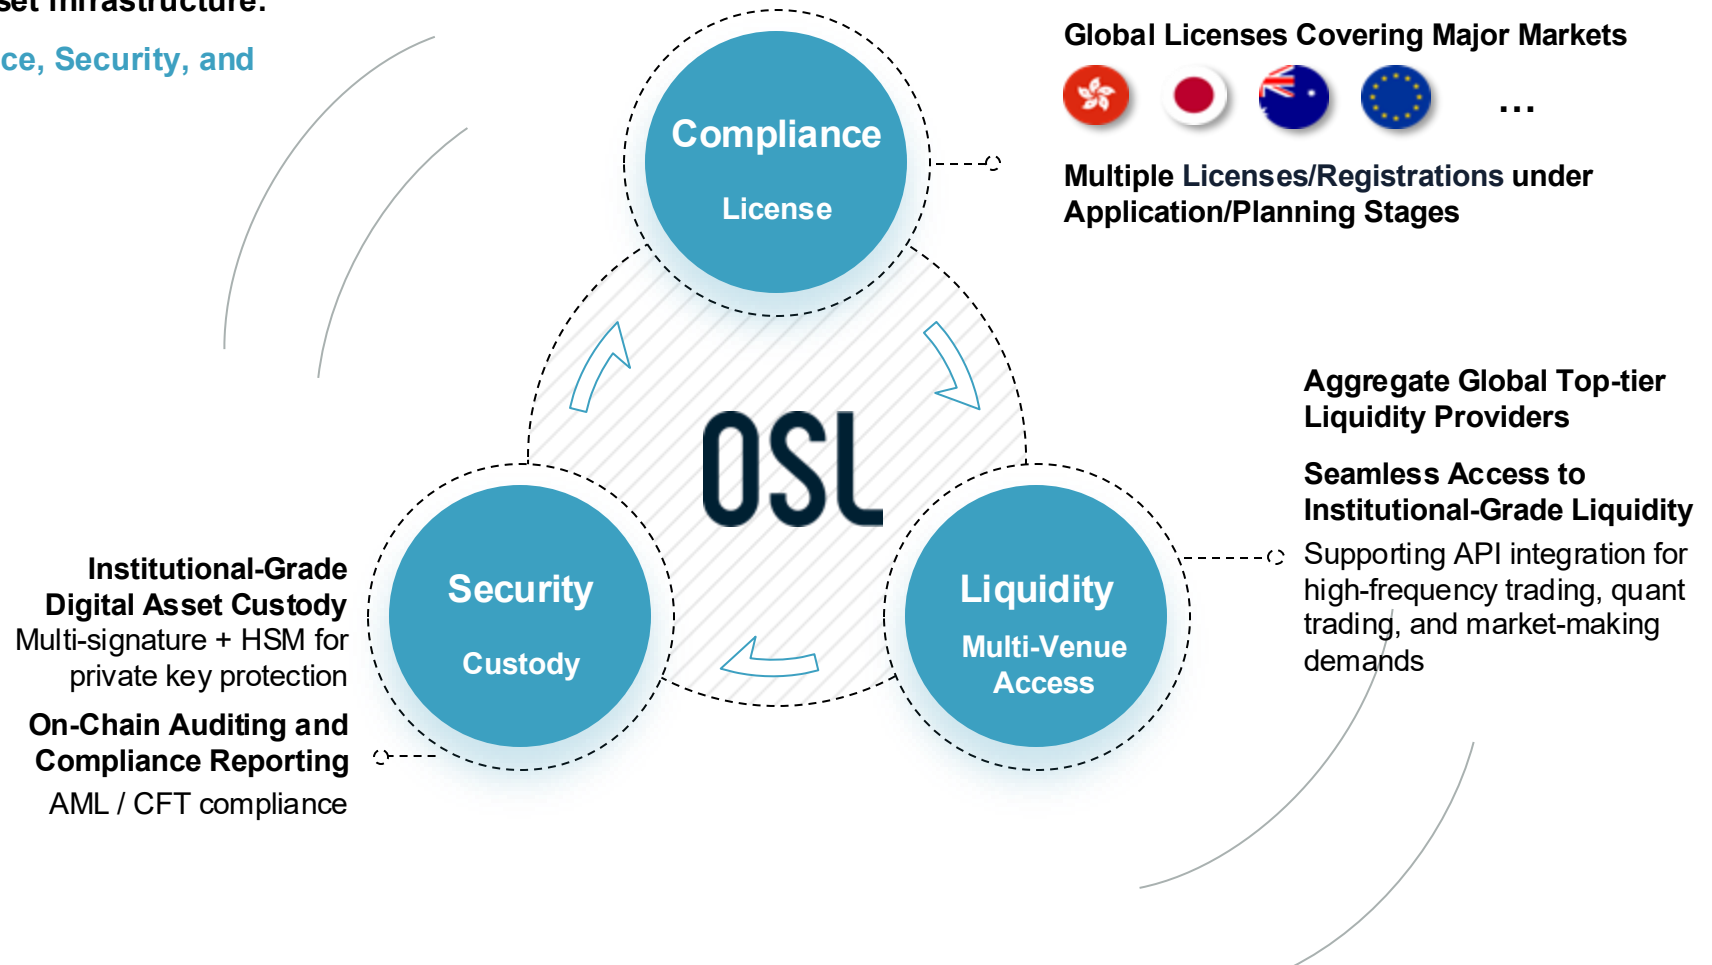 set Infrastructure:
ce, Security, and
Compliance
License
Global Licenses Covering Major Markets
...
Multiple Licenses/Registrations under
Application/Planning Stages
OSL
Aggregate Global Top-tier
Liquidity Providers
Seamless Access to
Institutional-Grade Liquidity
Supporting API integration for
high-frequency trading, quant
trading, and market-making
demands
Liquidity
Multi-Venue
Access
Security
Custody
Institutional-Grade
Digital Asset Custody
Multi-signature + HSM for
private key protection
On-Chain Auditing and
Compliance Reporting
AML / CFT compliance